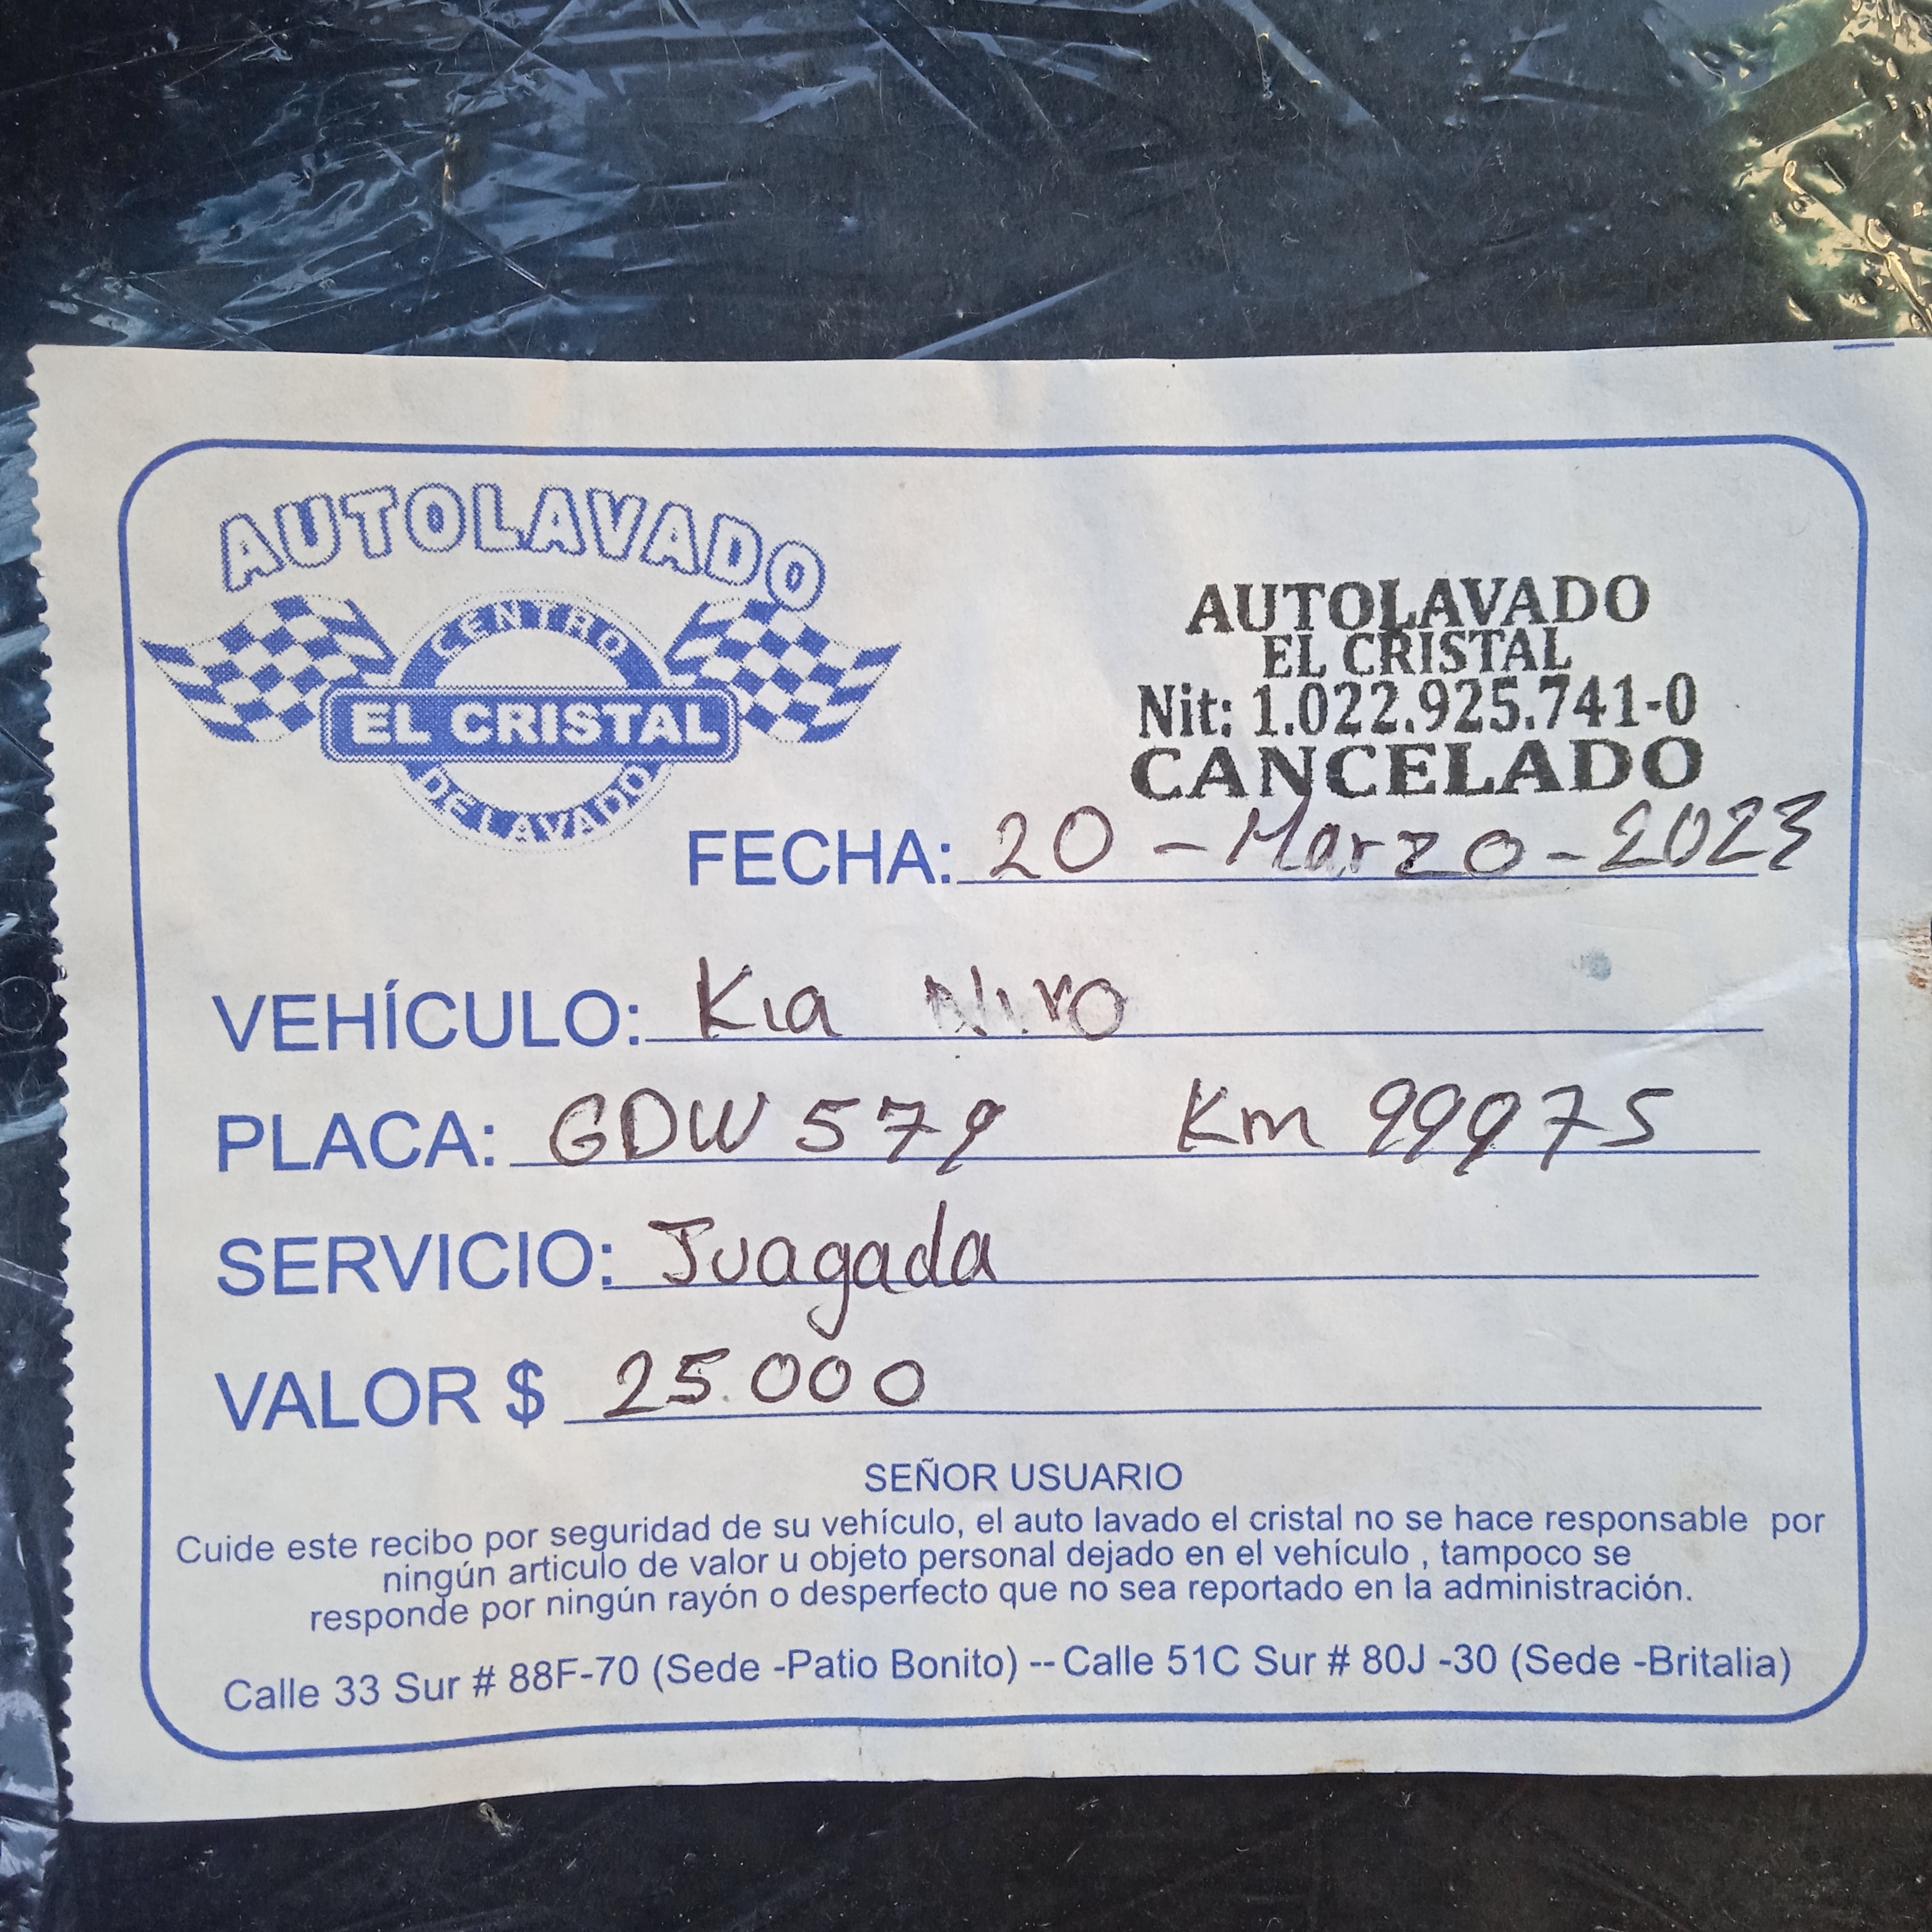 AUTOLAVADO
CENTRO
EL CRISTAL
DE LAVADO
AUTOLAVADO
EL CRISTAL
Nit: 1.022.925.741-0
CANCELADO
FECHA: 20 - Marzo - 2023
VEHÍCULO: Kia Niro
PLACA: GDW 579 Km 99975
SERVICIO: Juagada
VALOR $ 25.000
SEÑOR USUARIO
Cuide este recibo por seguridad de su vehículo, el auto lavado el cristal no se hace responsable por
ningún articulo de valor u objeto personal dejado en el vehículo , tampoco se
responde por ningún rayón o desperfecto que no sea reportado en la administración.
Calle 33 Sur # 88F-70 (Sede -Patio Bonito) -- Calle 51C Sur # 80J -30 (Sede -Britalia)